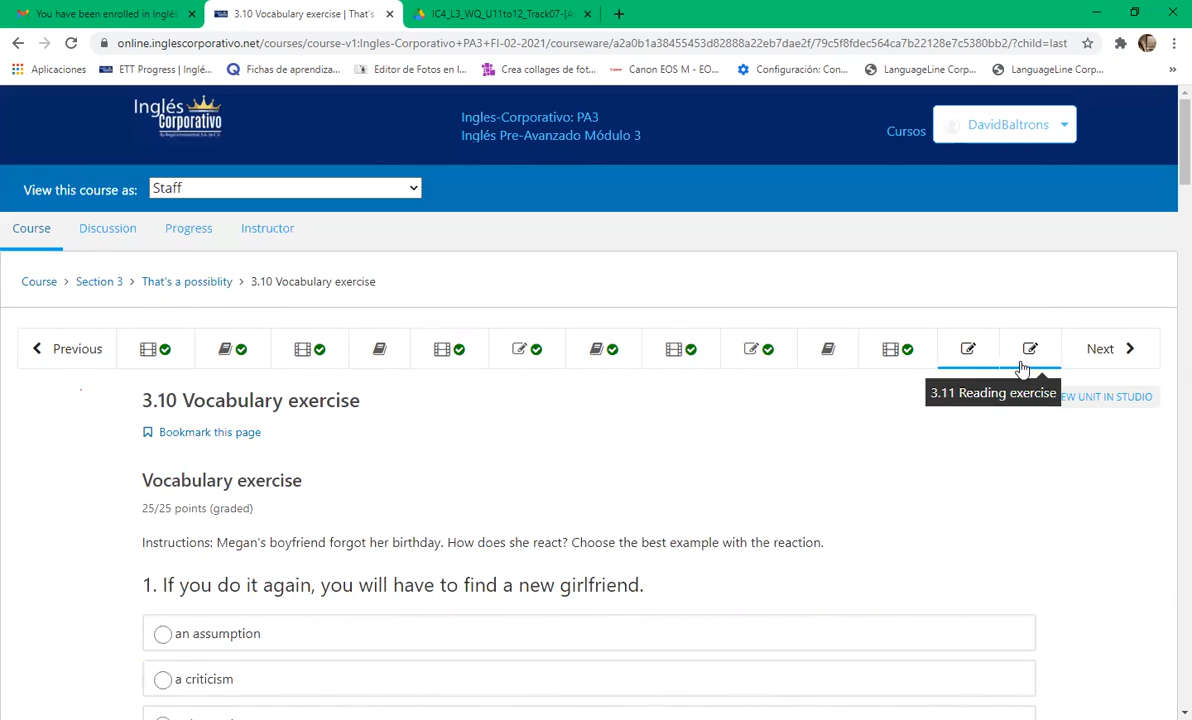 You have been enrolled in Inglés
3.10 Vocabulary exercise | That's
IC4_L3_WQ_U11to12_Track07-[A
online.inglescorporativo.net/courses/course-v1:Ingles-Corporativo+PA3+FI-02-2021/courseware/a2a0b1a38455453d82888a22eb7dae2f/79c5f8fdec564ca7b22128e7c5380bb2/?child=last
Aplicaciones
ETT Progress | Inglé...
Fichas de aprendiza...
Editor de Fotos en l...
Crea collages de fot...
Canon EOS M - EO...
Configuración: Con...
LanguageLine Corp...
LanguageLine Corp...
Inglés
Corporativo
Ingles-Corporativo: PA3
Inglés Pre-Avanzado Módulo 3
Cursos
DavidBaltrons
View this course as:
Staff
Course
Discussion
Progress
Instructor
Course > Section 3 > That's a possiblity > 3.10 Vocabulary exercise
Previous
Next
3.11 Reading exercise
EW UNIT IN STUDIO
3.10 Vocabulary exercise
Bookmark this page
Vocabulary exercise
25/25 points (graded)
Instructions: Megan's boyfriend forgot her birthday. How does she react? Choose the best example with the reaction.
1. If you do it again, you will have to find a new girlfriend.
an assumption
a criticism